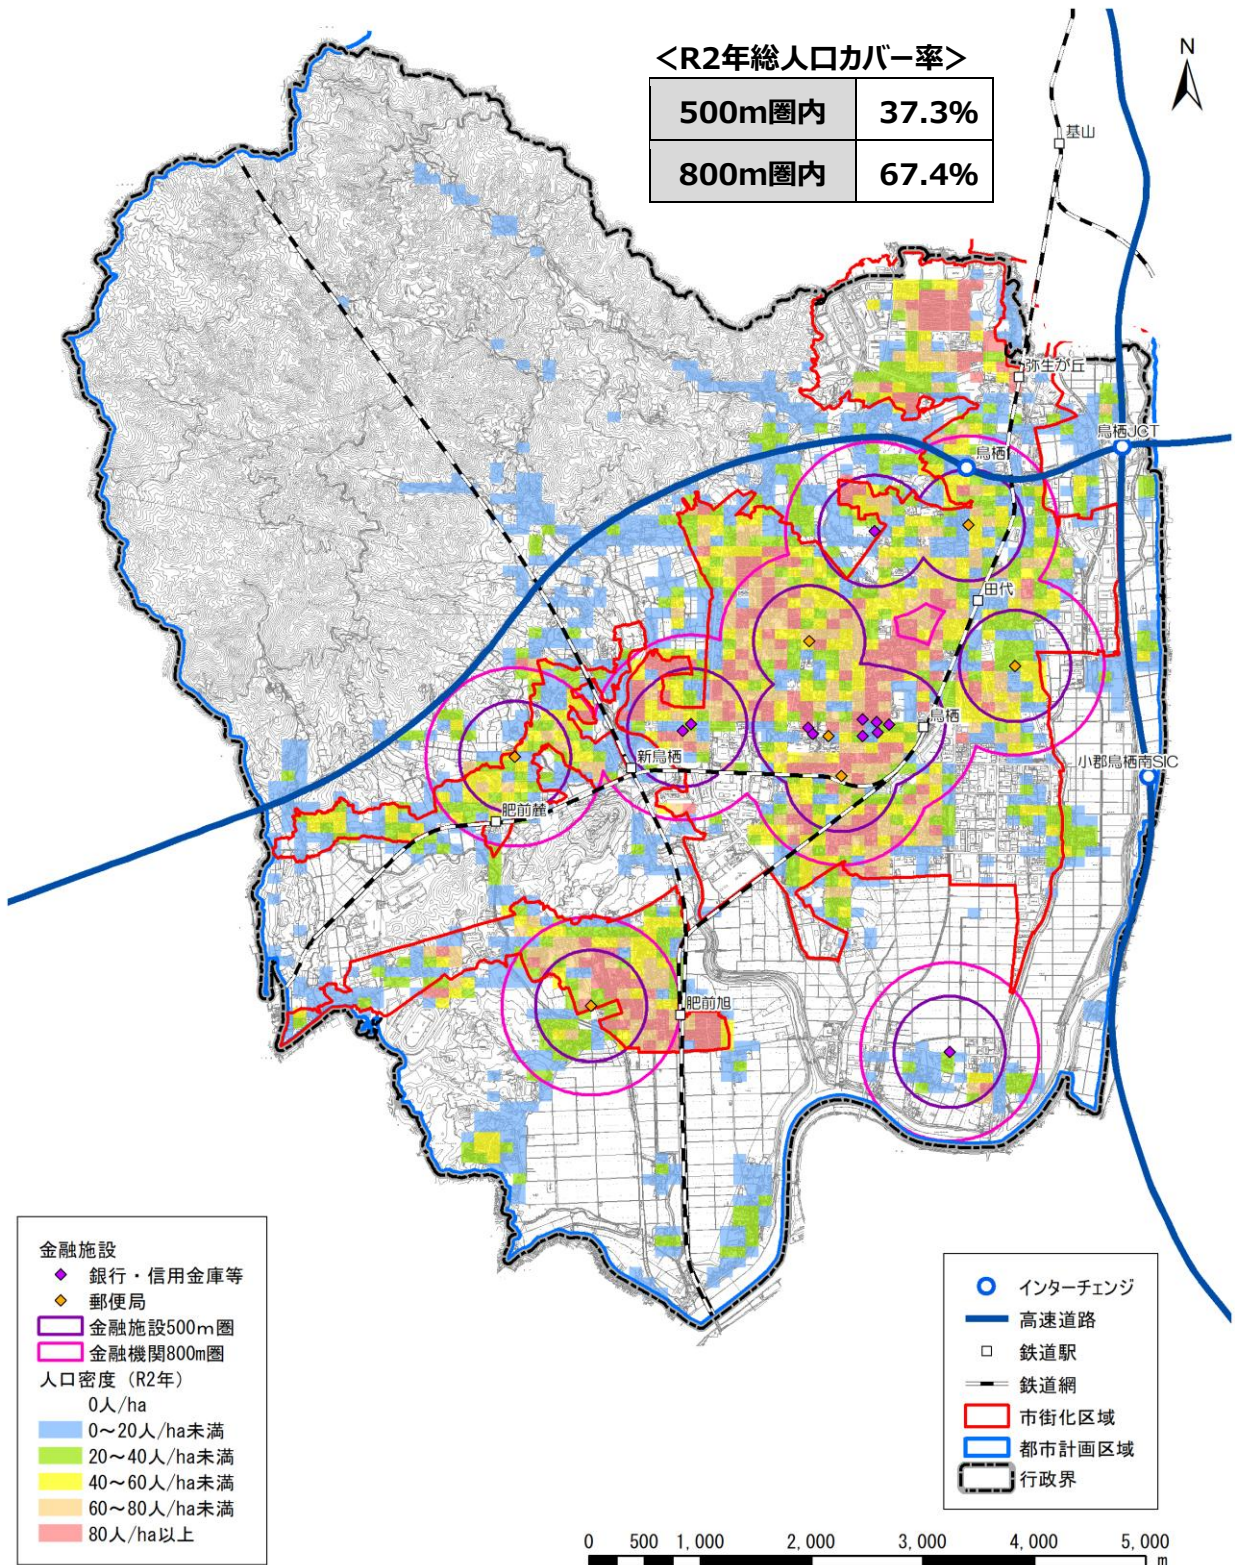 <R2年総人口カバー率>
500m圏内 37.3%
800m圏内 67.4%
N
基山
弥生が丘
鳥栖JCT
鳥栖
田代
鳥栖
新鳥栖
小郡鳥栖南SIC
肥前麓
肥前旭
金融施設
銀行・信用金庫等
郵便局
金融施設500m圏
金融機関800m圏
人口密度（R2年）
0人/ha
0～20人/ha未満
20～40人/ha未満
40～60人/ha未満
60～80人/ha未満
80人/ha以上
インターチェンジ
高速道路
鉄道駅
鉄道網
市街化区域
都市計画区域
行政界
0 500 1,000 2,000 3,000 4,000 5,000
m